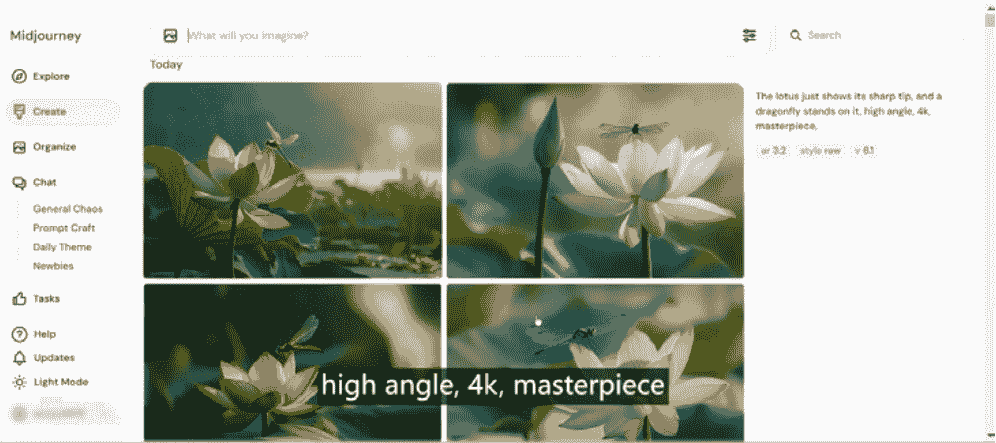 Midjourney
What will you imagine?
Search
Today
Explore
Create
Organize
Chat
General Chaos
Prompt Craft
Daily Theme
Newbies
Tasks
Help
Updates
Light Mode
The lotus just shows its sharp tip, and a
dragonfly stands on it, high angle, 4k,
masterpiece.
ar 3:2 style raw v 6.1
high angle, 4k, masterpiece